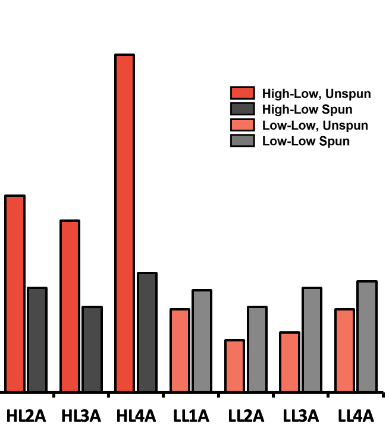 High-Low, Unspun
High-Low Spun
Low-Low, Unspun
Low-Low Spun
HL2A HL3A HL4A LL1A LL2A LL3A LL4A